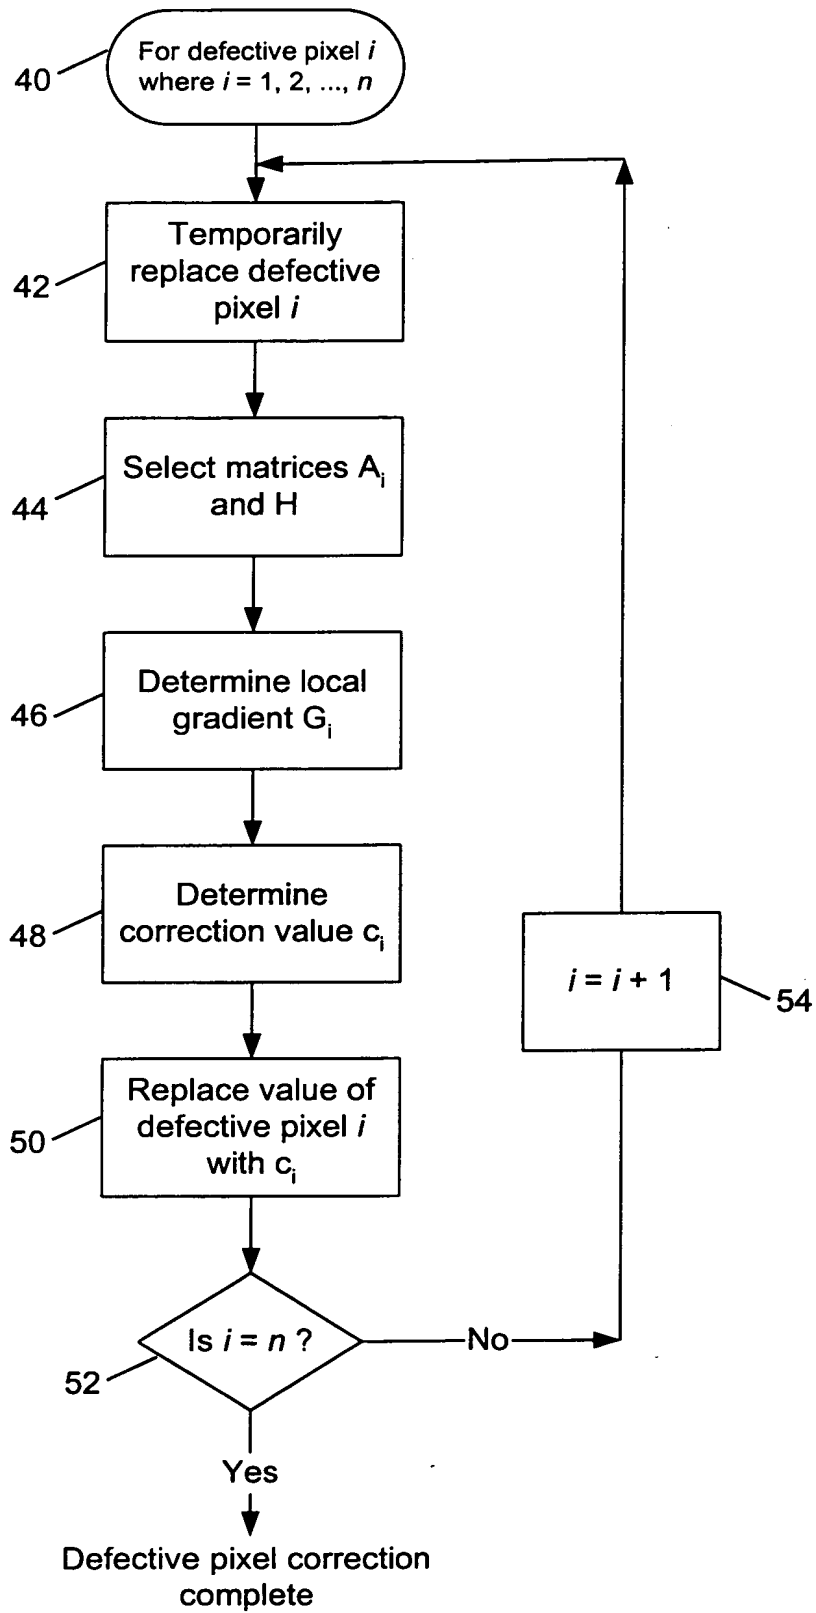 40
For defective pixel i
where i = 1, 2, ..., n
42
Temporarily
replace defective
pixel i
44
Select matrices Ai
and H
46
Determine local
gradient Gi
48
Determine
correction value ci
i = i + 1
54
50
Replace value of
defective pixel i
with ci
Is i = n ?
No
52
Yes
Defective pixel correction
complete